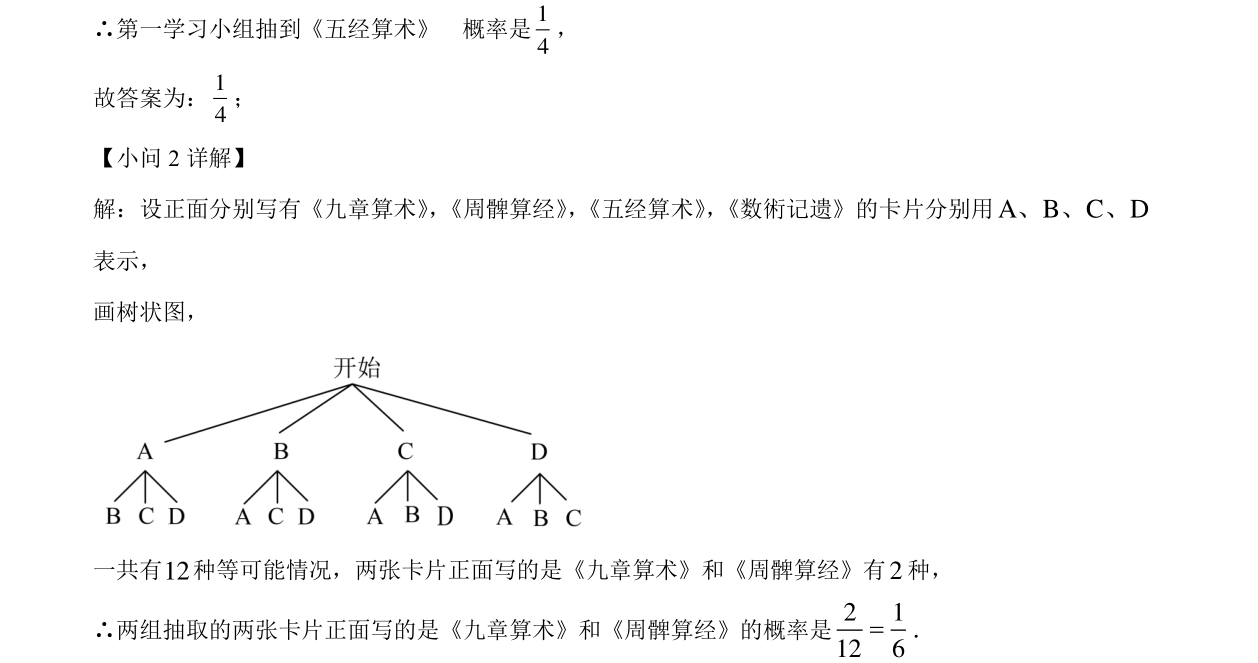 ∴第一学习小组抽到《五经算术》 概率是1/4，
故答案为：1/4；
【小问 2 详解】
解：设正面分别写有《九章算术》，《周髀算经》，《五经算术》，《数術记遗》的卡片分别用 A、B、C、D
表示，
画树状图，
开始
A B C D
B C D A C D A B D A B C
一共有12种等可能情况，两张卡片正面写的是《九章算术》和《周髀算经》有2种，
∴两组抽取的两张卡片正面写的是《九章算术》和《周髀算经》的概率是2/12=1/6．